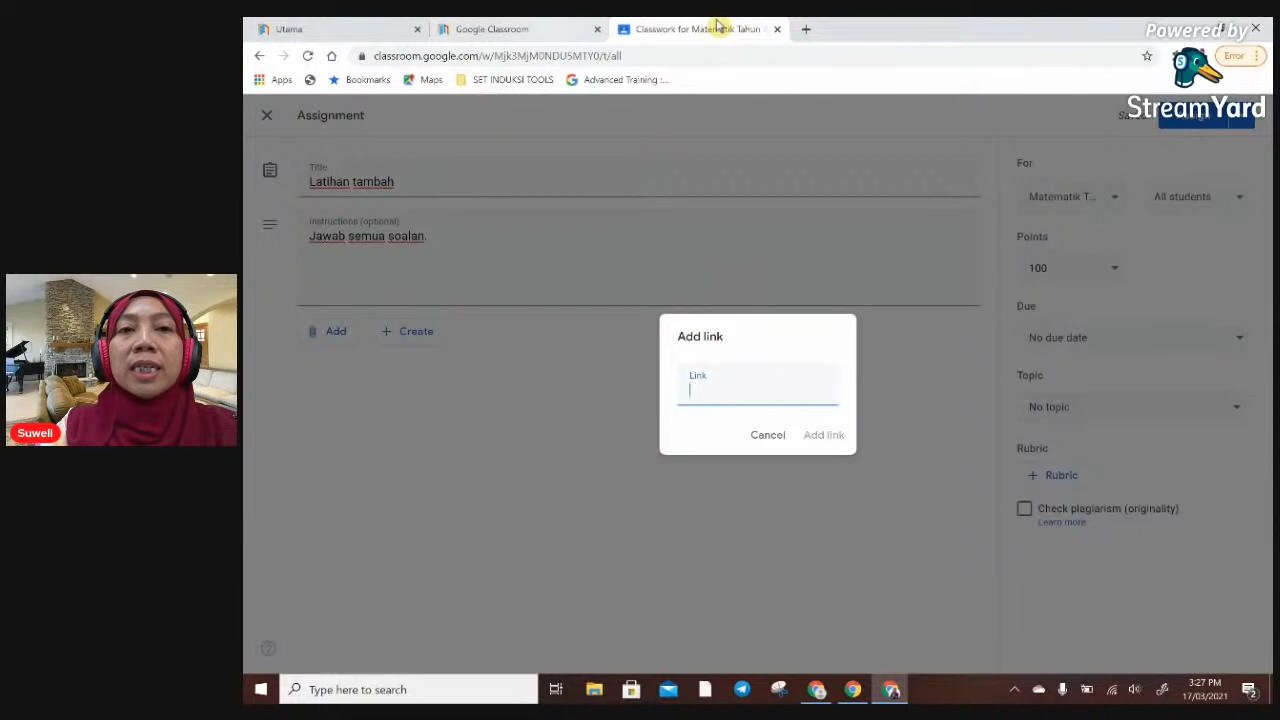 Utama
Google Classroom
Classwork for Matematik Tahun
Powered by
classroom.google.com/w/Mjk3MjM0NDU5MTY0/t/all
Error
Apps
Bookmarks
Maps
SET INDUKSI TOOLS
Advanced Training :...
StreamYard
Assignment
Title
Latihan tambah
Instructions (optional)
Jawab semua soalan.
Add
Create
For
Matematik T...
All students
Points
100
Due
No due date
Topic
No topic
Rubric
Rubric
Check plagiarism (originality)
Learn more
Add link
Link
Cancel
Add link
Suwell
Type here to search
3:27 PM
17/03/2021
2